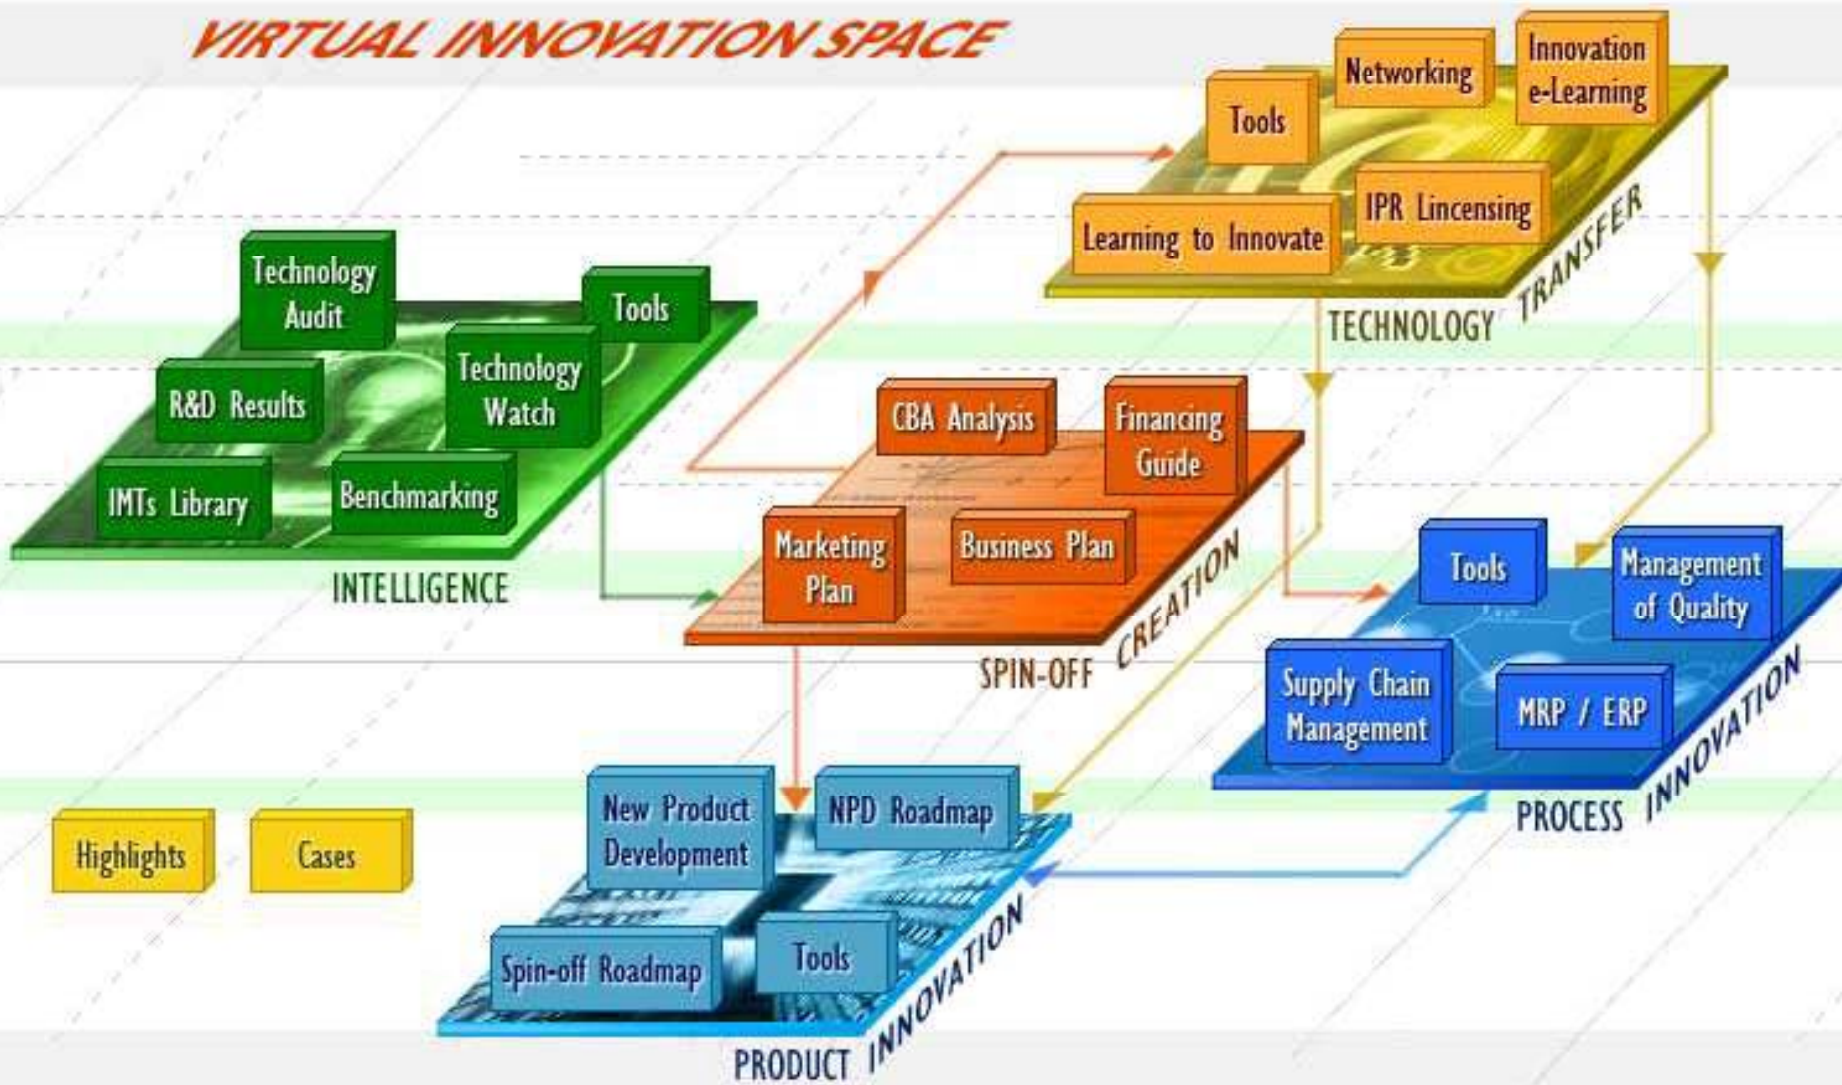 VIRTUAL INNOVATION SPACE
Technology
Audit
Tools
R&D Results
Technology
Watch
IMTs Library
Benchmarking
INTELLIGENCE
Tools
Networking
Innovation
e-Learning
Learning to Innovate
IPR Lincensing
TECHNOLOGY TRANSFER
CBA Analysis
Financing
Guide
Marketing
Plan
Business Plan
SPIN-OFF CREATION
Tools
Management
of Quality
Supply Chain
Management
MRP / ERP
PROCESS INNOVATION
New Product
Development
NPD Roadmap
Spin-off Roadmap
Tools
PRODUCT INNOVATION
Highlights
Cases